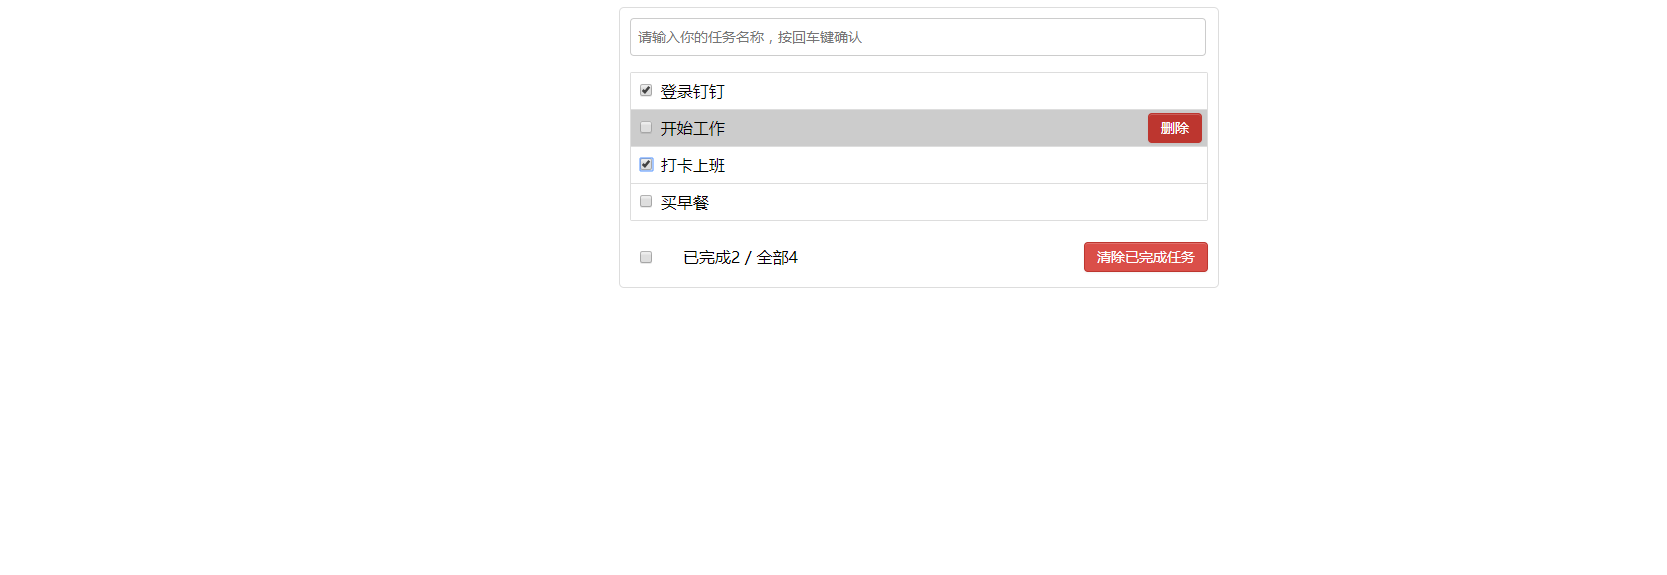 请输入你的任务名称，按回车键确认
登录钉钉
开始工作 删除
打卡上班
买早餐
已完成2 / 全部4 清除已完成任务